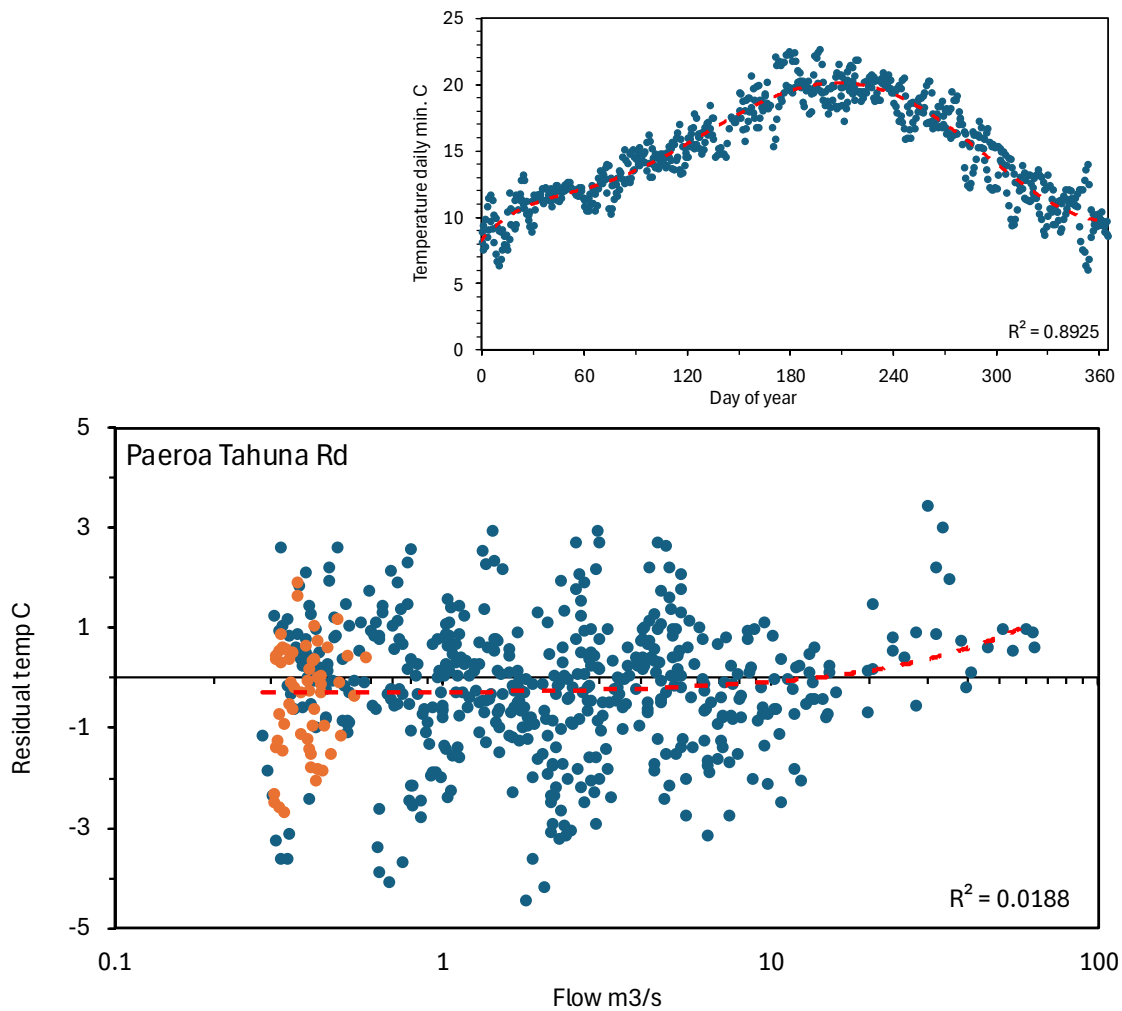 25
20
15
10
5
0
Temperature daily min. C
R² = 0.8925
0 60 120 180 240 300 360
Day of year
Paeroa Tahuna Rd
5
3
1
-1
-3
-5
Residual temp C
R² = 0.0188
0.1 1 10 100
Flow m3/s